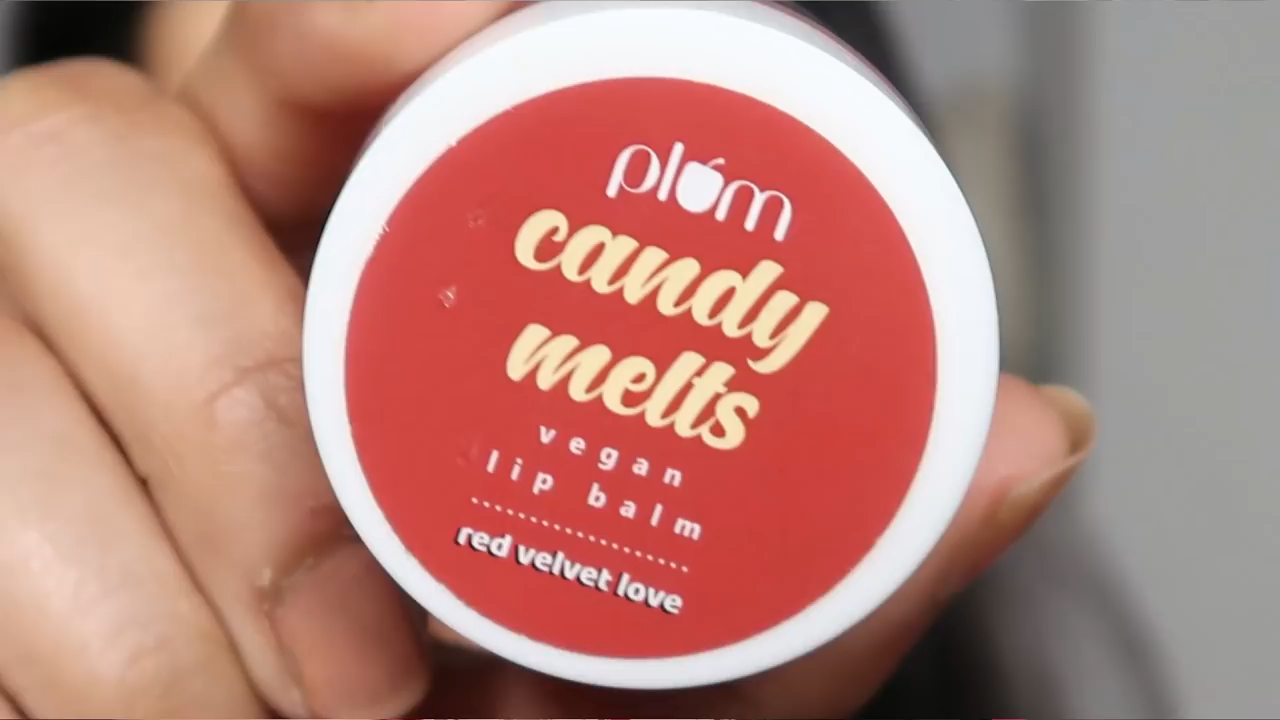 plum
candy
melts
vegan
lip balm
red velvet love